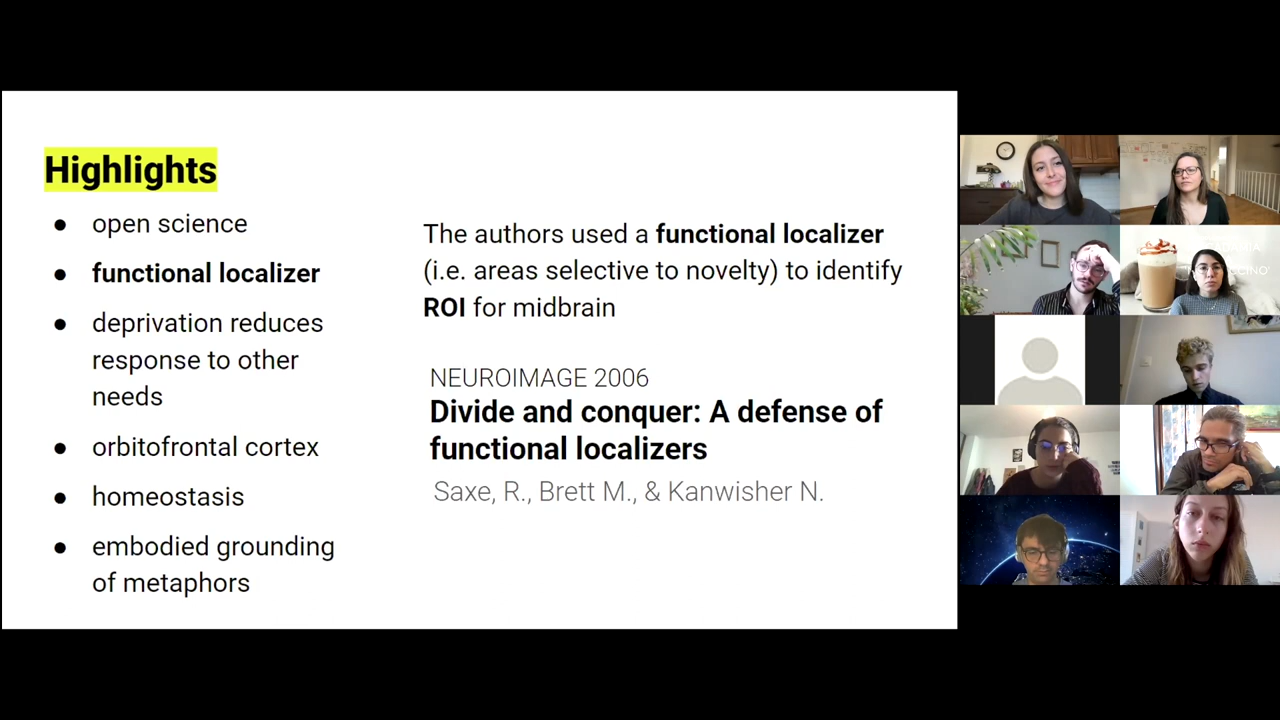 Highlights
● open science
● functional localizer
● deprivation reduces
response to other
needs
● orbitofrontal cortex
● homeostasis
● embodied grounding
of metaphors
The authors used a functional localizer
(i.e. areas selective to novelty) to identify
ROI for midbrain
NEUROIMAGE 2006
Divide and conquer: A defense of
functional localizers
Saxe, R., Brett M., & Kanwisher N.